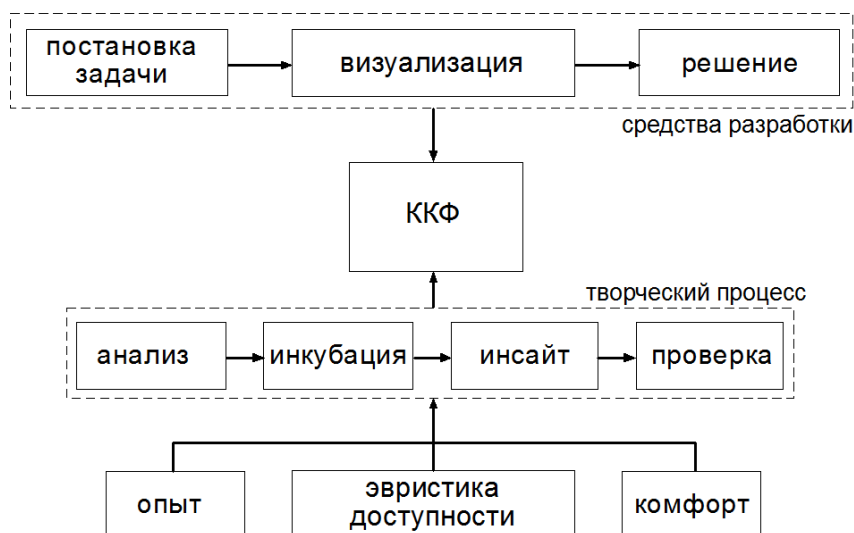 постановка
задачи
визуализация
решение
средства разработки
ККФ
творческий процесс
анализ
инкубация
инсайт
проверка
опыт
эвристика
доступности
комфорт